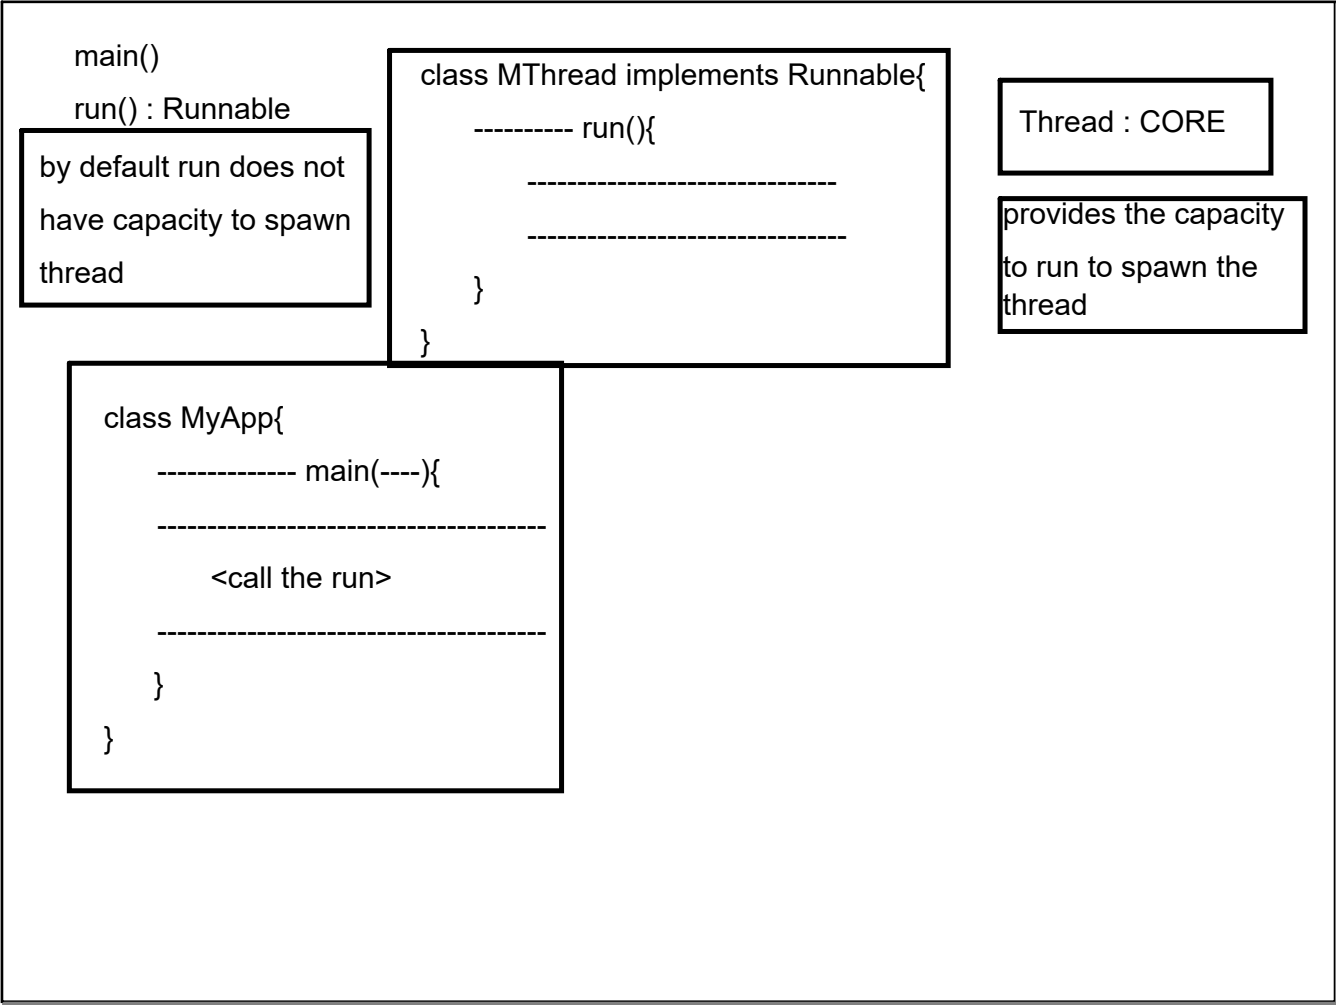 main()
run() : Runnable
by default run does not
have capacity to spawn
thread
class MThread implements Runnable{
---------- run(){
-------------------------------
--------------------------------
}
}
Thread : CORE
provides the capacity
to run to spawn the
thread
class MyApp{
-------------- main(----){
---------------------------------------
<call the run>
---------------------------------------
}
}